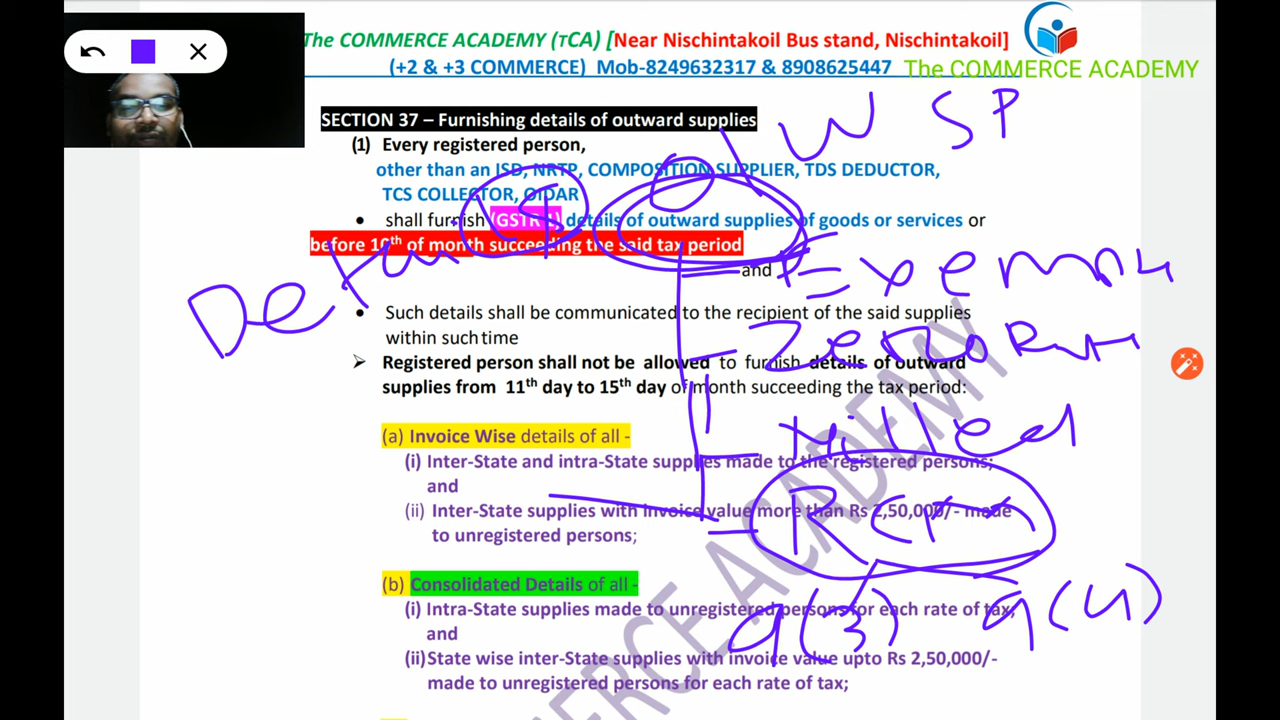 The COMMERCE ACADEMY (TCA) [Near Nischintakoil Bus stand, Nischintakoil]
(+2 & +3 COMMERCE) Mob-8249632317 & 8908625447
The COMMERCE ACADEMY
O/W SP
SECTION 37 – Furnishing details of outward supplies
(1) Every registered person,
other than an ISD, NRTP, COMPOSITION SUPPLIER, TDS DEDUCTOR,
TCS COLLECTOR, OIDAR
• shall furnish (GSTR-1) details of outward supplies of goods or services or
before 10th of month succeeding the said tax period
and
• Such details shall be communicated to the recipient of the said supplies
within such time
Zero Rate
➢ Registered person shall not be allowed to furnish details of outward
supplies from 11th day to 15th day of month succeeding the tax period:
(a) Invoice Wise details of all -
(i) Inter-State and intra-State supplies made to the registered persons;
and
(ii) Inter-State supplies with invoice value more than Rs 2,50,000/- made
to unregistered persons;
RCM
(b) Consolidated Details of all -
(i) Intra-State supplies made to unregistered persons for each rate of tax;
and
9(3) 9(4)
(ii) State wise inter-State supplies with invoice value upto Rs 2,50,000/-
made to unregistered persons for each rate of tax;
COMMERCE ACADEMY